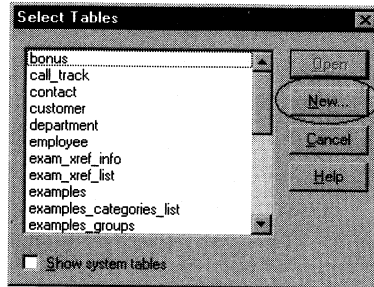 Select Tables
bonus
call_track
contact
customer
department
employee
exam_xref_info
exam_xref_list
examples
examples_categories_list
examples_groups
Open
New...
Cancel
Help
Show system tables